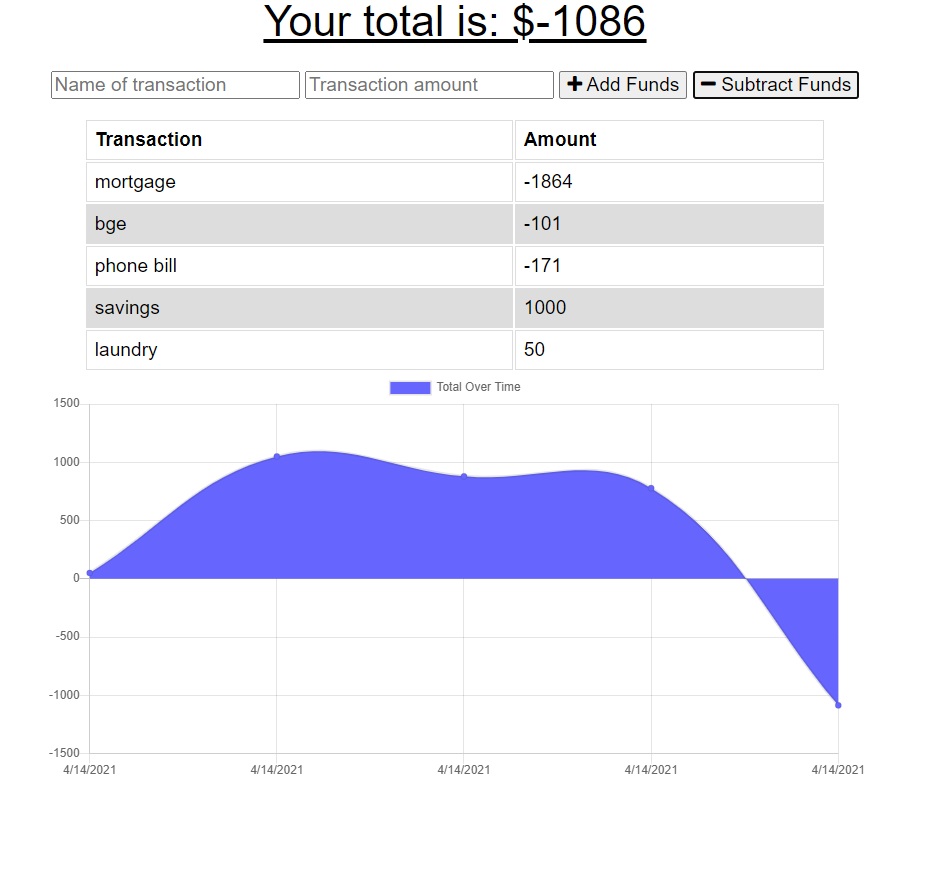 Your total is: $-1086
Name of transaction Transaction amount + Add Funds − Subtract Funds
Transaction Amount
mortgage -1864
bge -101
phone bill -171
savings 1000
laundry 50
Total Over Time
1500
1000
500
0
-500
-1000
-1500
4/14/2021 4/14/2021 4/14/2021 4/14/2021 4/14/2021